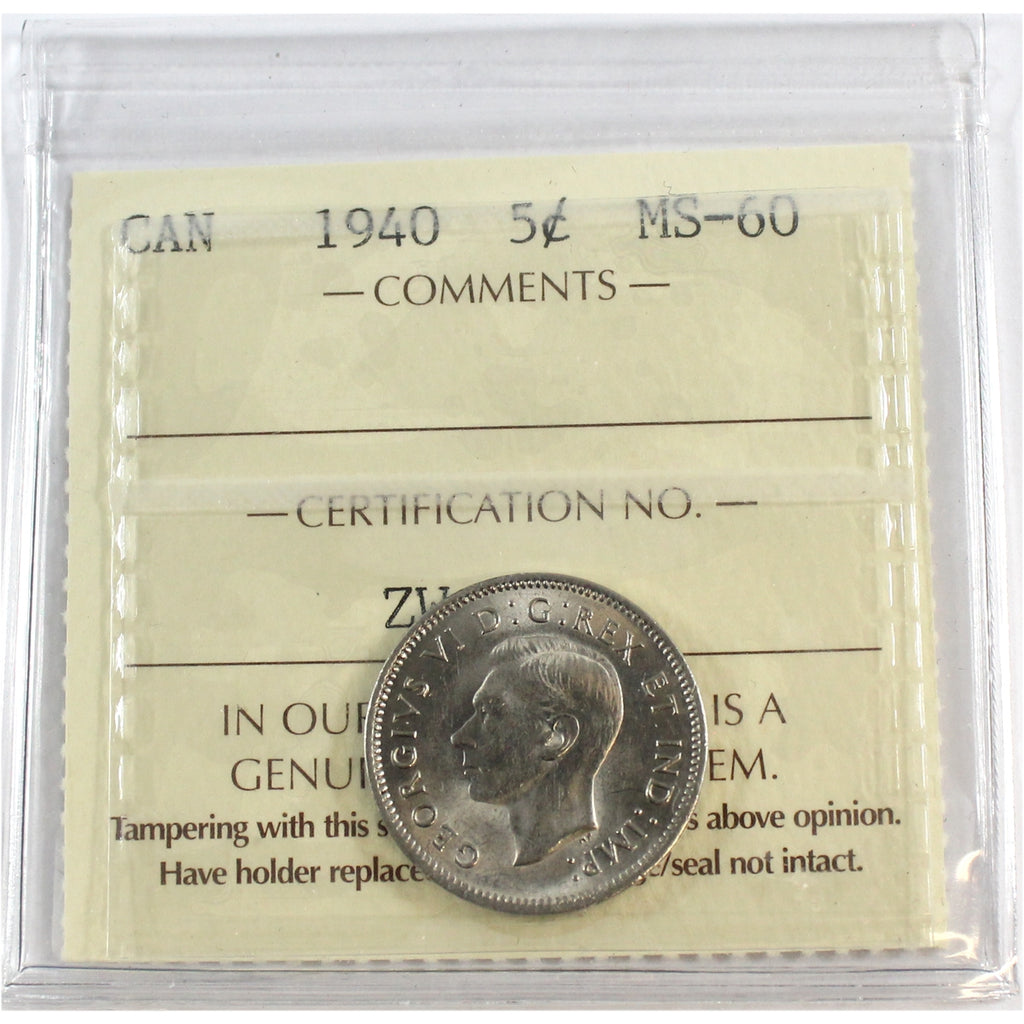 CAN 1940 5¢ MS-60
— COMMENTS —
— CERTIFICATION NO. —
GEORGIVS VI D:G:REX ET IND:IMP:
IN OUR IS A
GENUI EM.
Tampering with this s s above opinion.
Have holder replace e/seal not intact.